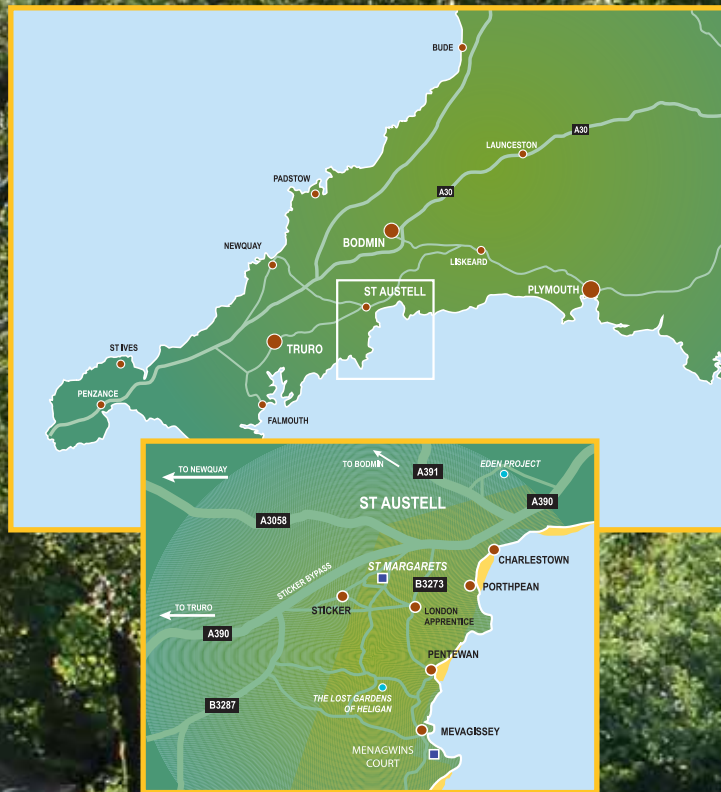 BUDE
A30
LAUNCESTON
PADSTOW
A30
BODMIN
NEWQUAY
LISKEARD
ST AUSTELL
PLYMOUTH
TRURO
ST IVES
PENZANCE
FALMOUTH
TO NEWQUAY
TO BODMIN
A391
EDEN PROJECT
ST AUSTELL
A390
A3058
CHARLESTOWN
STICKER BYPASS
ST MARGARETS
B3273
PORTHPEAN
TO TRURO
STICKER
LONDON
APPRENTICE
A390
PENTEWAN
B3287
THE LOST GARDENS
OF HELIGAN
MEVAGISSEY
MENAGWINS
COURT